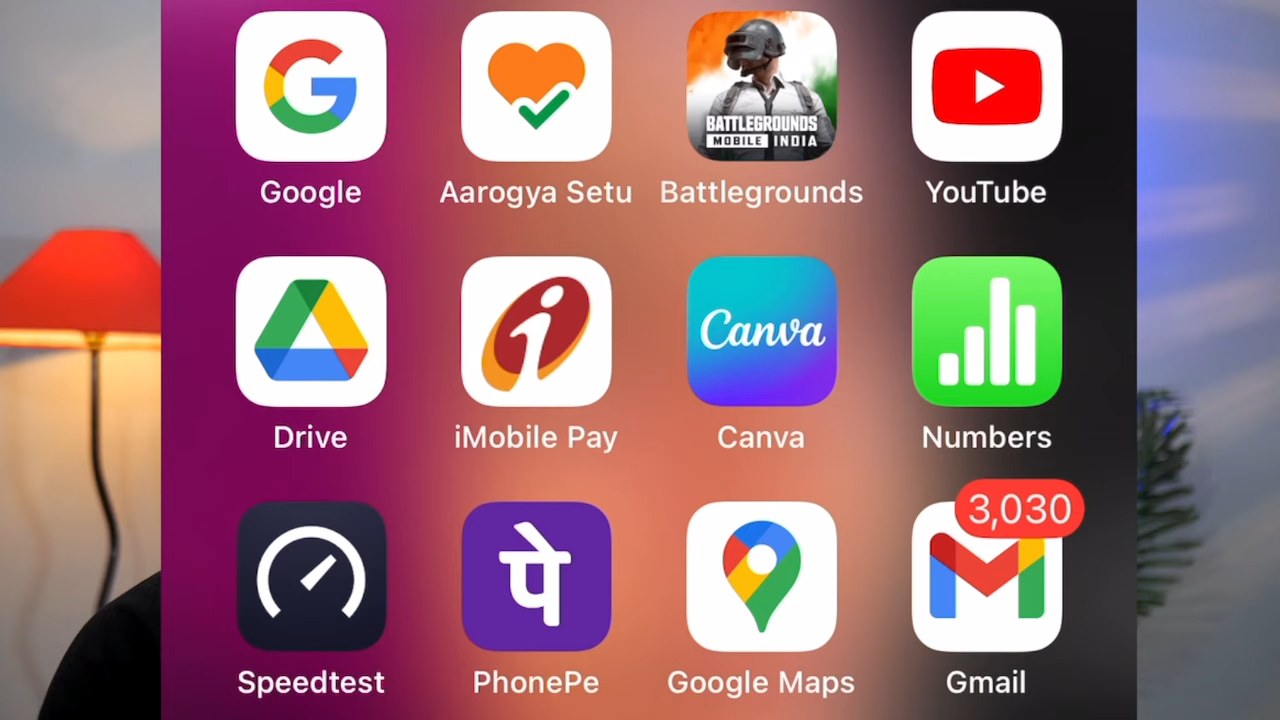 BATTLEGROUNDS
MOBILE INDIA
Google
Aarogya Setu
Battlegrounds
YouTube
Canva
Drive
iMobile Pay
Canva
Numbers
3,030
पे
Speedtest
PhonePe
Google Maps
Gmail